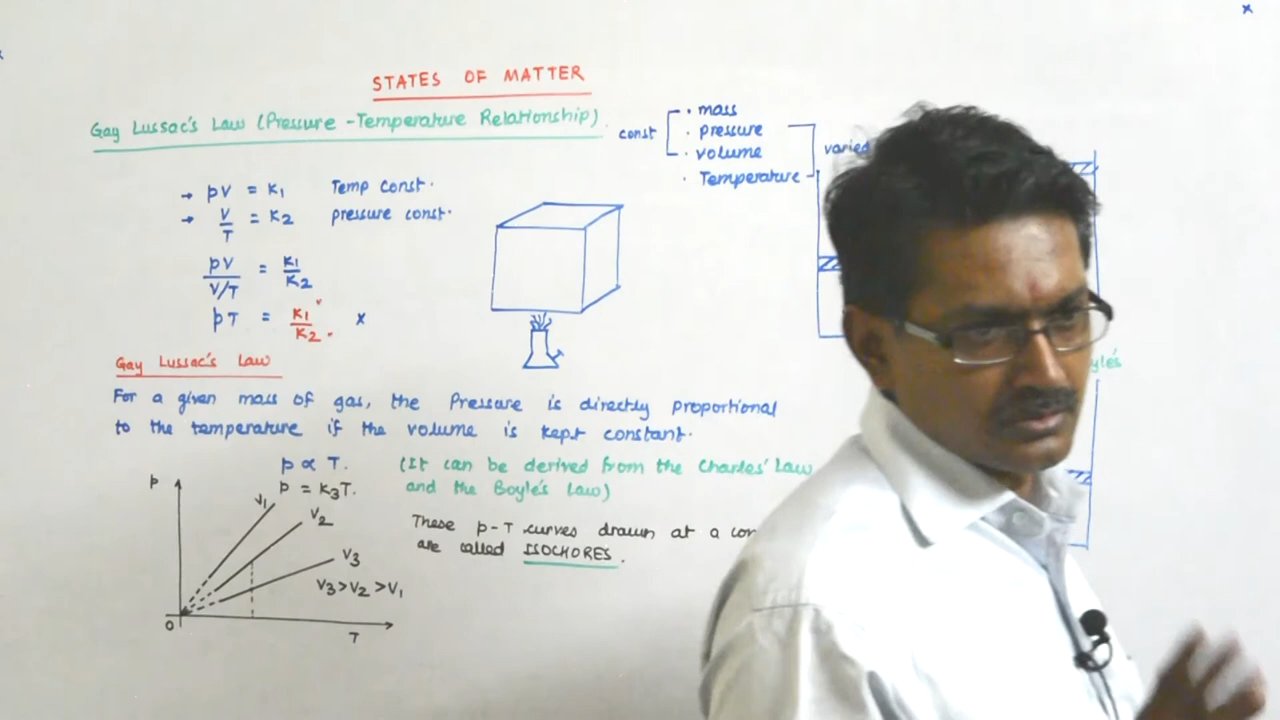 STATES OF MATTER
Gay Lussac's Law (Pressure - Temperature Relationship)
const
· mass
· pressure
· volume
· Temperature
varied
→ pV = K1 Temp const.
→ V/T = K2 pressure const.
pV/V/T = K1/K2
pT = K1/K2. x
Gay Lussac's Law
For a given mass of gas, the Pressure is directly proportional
to the temperature if the volume is kept constant.
p ∝ T.
p = K3T.
(It can be derived from the Charles' Law
and the Boyle's Law)
These p-T curves drawn at a
are called ISOCHORES.
p
V1
V2
V3
V3 > V2 > V1
O
T